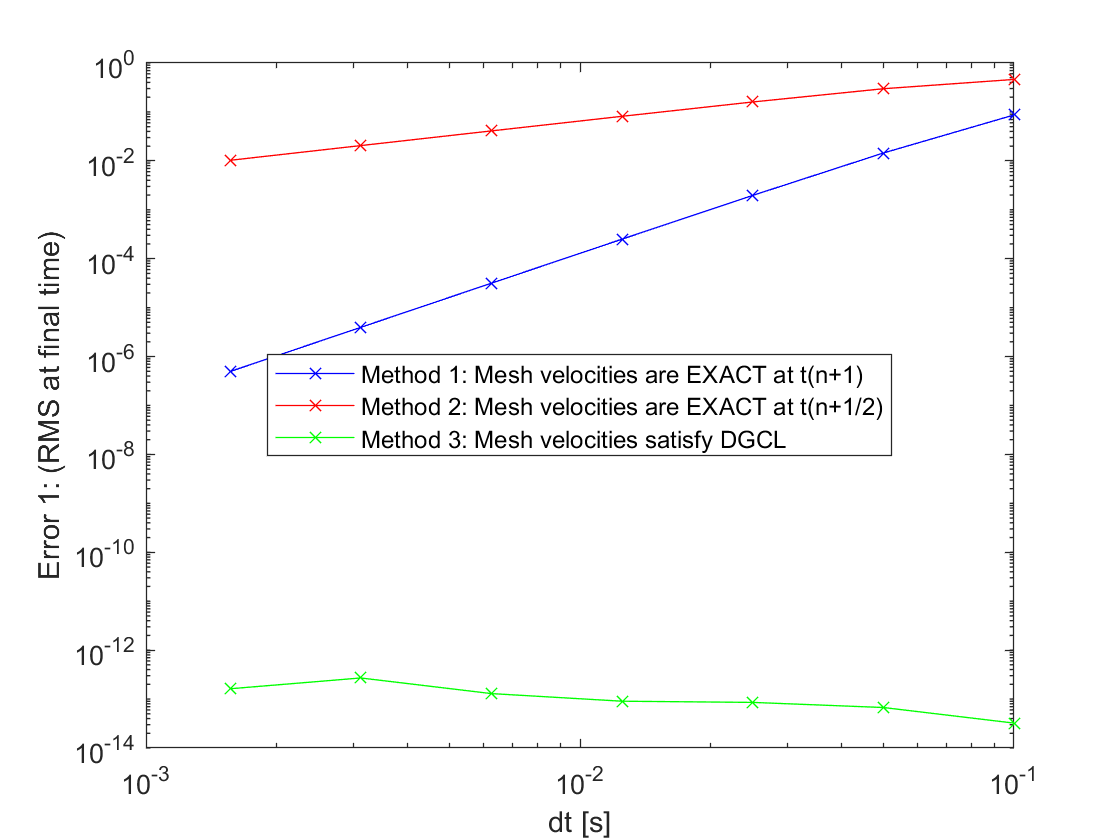 10^0
10^-2
10^-4
10^-6
10^-8
10^-10
10^-12
10^-14
Error 1: (RMS at final time)
Method 1: Mesh velocities are EXACT at t(n+1)
Method 2: Mesh velocities are EXACT at t(n+1/2)
Method 3: Mesh velocities satisfy DGCL
10^-3
10^-2
10^-1
dt [s]